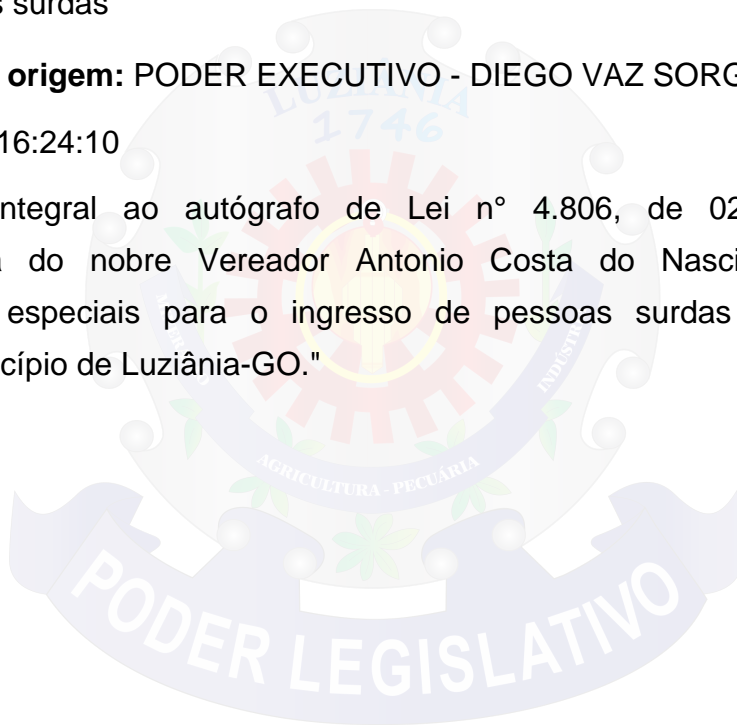 s surdas
origem: PODER EXECUTIVO - DIEGO VAZ SORG
16:24:10
ntegral ao autógrafo de Lei n° 4.806, de 02
do nobre Vereador Antonio Costa do Nasci
especiais para o ingresso de pessoas surdas
cípio de Luziânia-GO."
LUZIÂNIA
1746
INDÚSTR
AGRICULTURA - PECUÁRIA
PODER LEGISLATIVO